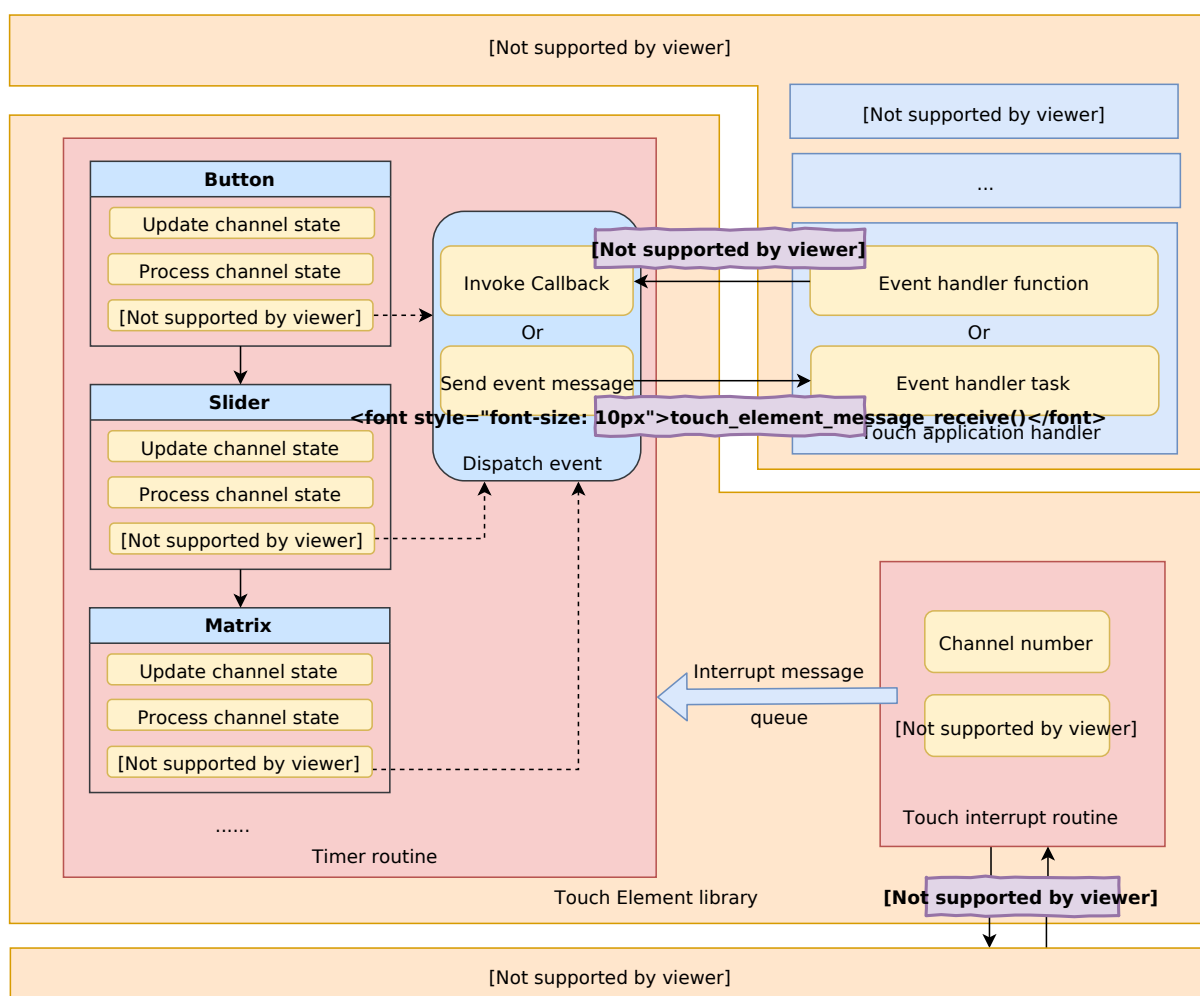 [Not supported by viewer]
[Not supported by viewer]
...
Button
Update channel state
Process channel state
[Not supported by viewer]
Slider
Update channel state
Process channel state
[Not supported by viewer]
Matrix
Update channel state
Process channel state
[Not supported by viewer]
......
Timer routine
Invoke Callback
Or
Send event message
Dispatch event
[Not supported by viewer]
Event handler function
Or
Event handler task
<font style="font-size: 10px">touch_element_message_receive()</font>
Touch application handler
Interrupt message
queue
Channel number
[Not supported by viewer]
Touch interrupt routine
Touch Element library
[Not supported by viewer]
[Not supported by viewer]